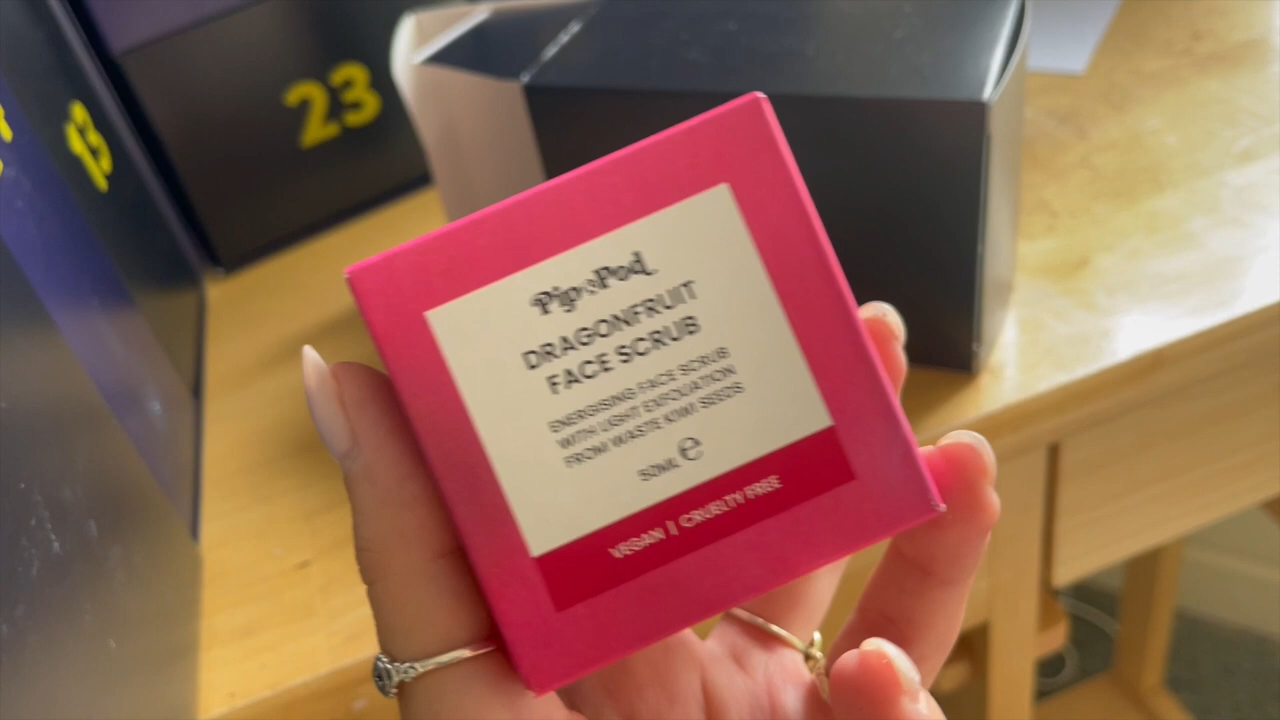 23
13
Pip & Pod
DRAGONFRUIT
FACE SCRUB
ENERGISING FACE SCRUB
WITH LIGHT EXFOLIATION
FROM WASTE KIWI SEEDS
50ML e
VEGAN | CRUELTY FREE